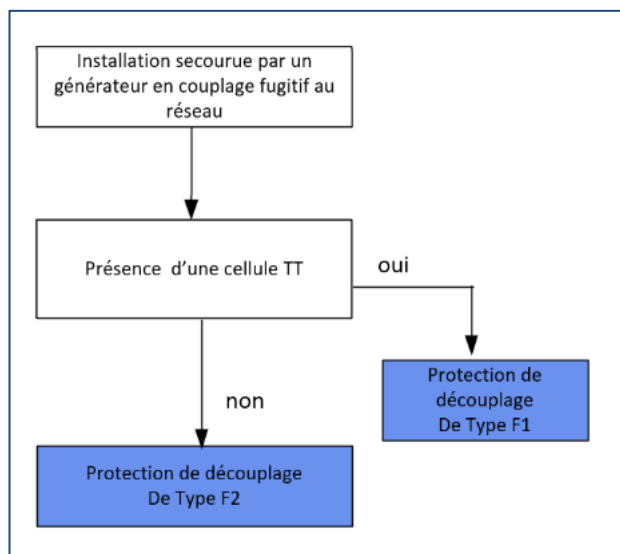 Installation secourue par un
générateur en couplage fugitif au
réseau
Présence d’une cellule TT
oui
non
Protection de
découplage
De Type F1
Protection de découplage
De Type F2